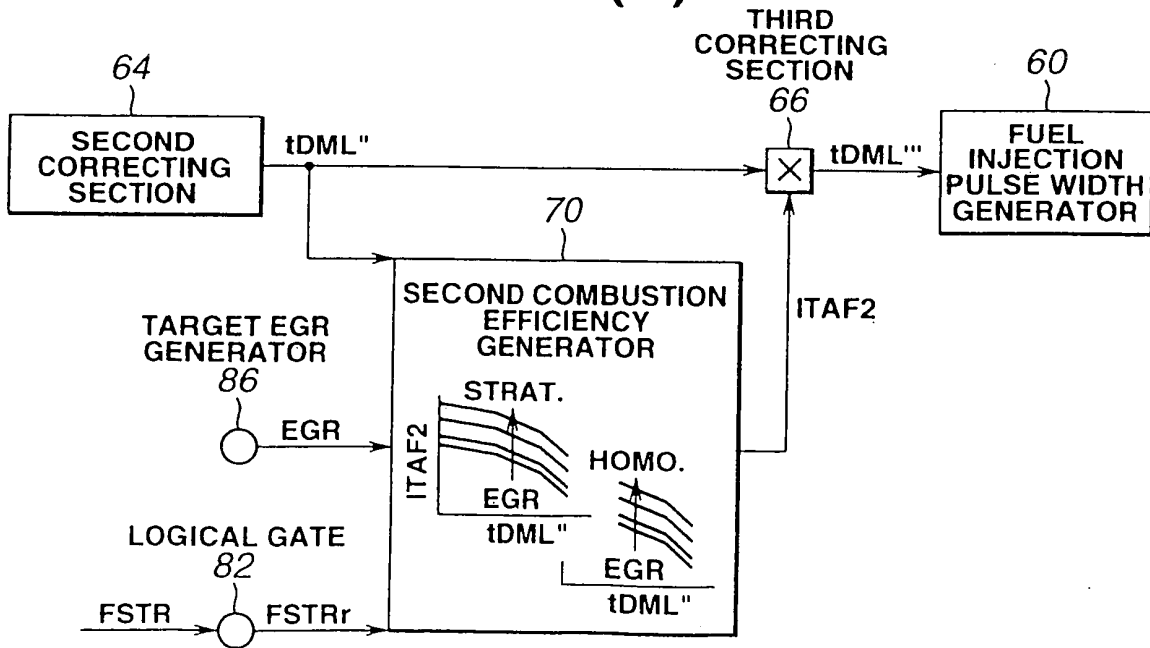 THIRD
CORRECTING
SECTION
66
64
60
SECOND
CORRECTING
SECTION
tDML"
×
tDML'''
FUEL
INJECTION
PULSE WIDTH
GENERATOR
70
SECOND COMBUSTION
EFFICIENCY
GENERATOR
ITAF2
TARGET EGR
GENERATOR
86
EGR
STRAT.
ITAF2
EGR
tDML"
HOMO.
EGR
tDML"
LOGICAL GATE
82
FSTR
FSTRr